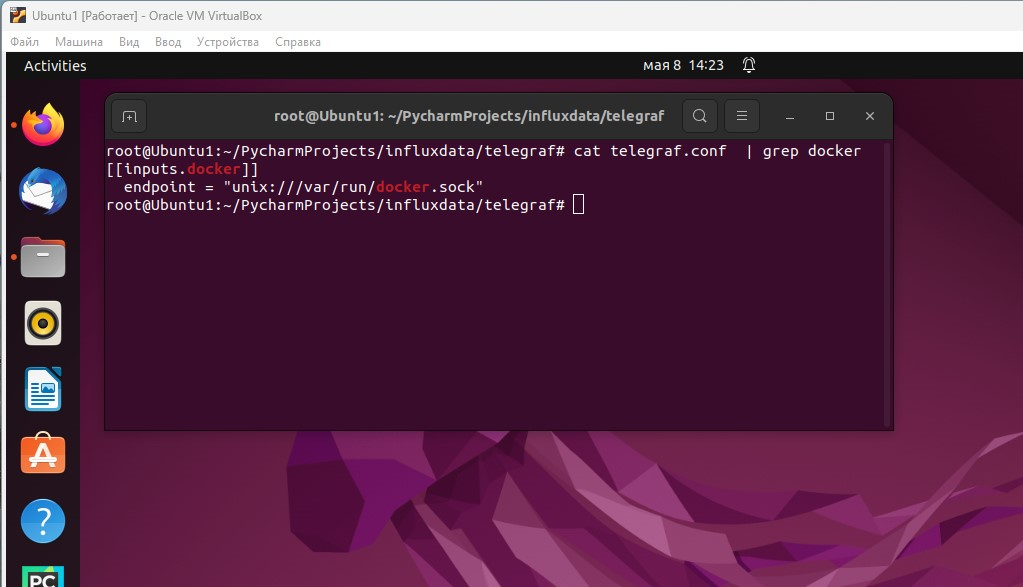 Ubuntu1 [Работает] - Oracle VM VirtualBox
Файл Машина Вид Ввод Устройства Справка
Activities
мая 8 14:23
root@Ubuntu1: ~/PycharmProjects/influxdata/telegraf
root@Ubuntu1:~/PycharmProjects/influxdata/telegraf# cat telegraf.conf  | grep docker
[[inputs.docker]]
  endpoint = "unix:///var/run/docker.sock"
root@Ubuntu1:~/PycharmProjects/influxdata/telegraf#
?
PC